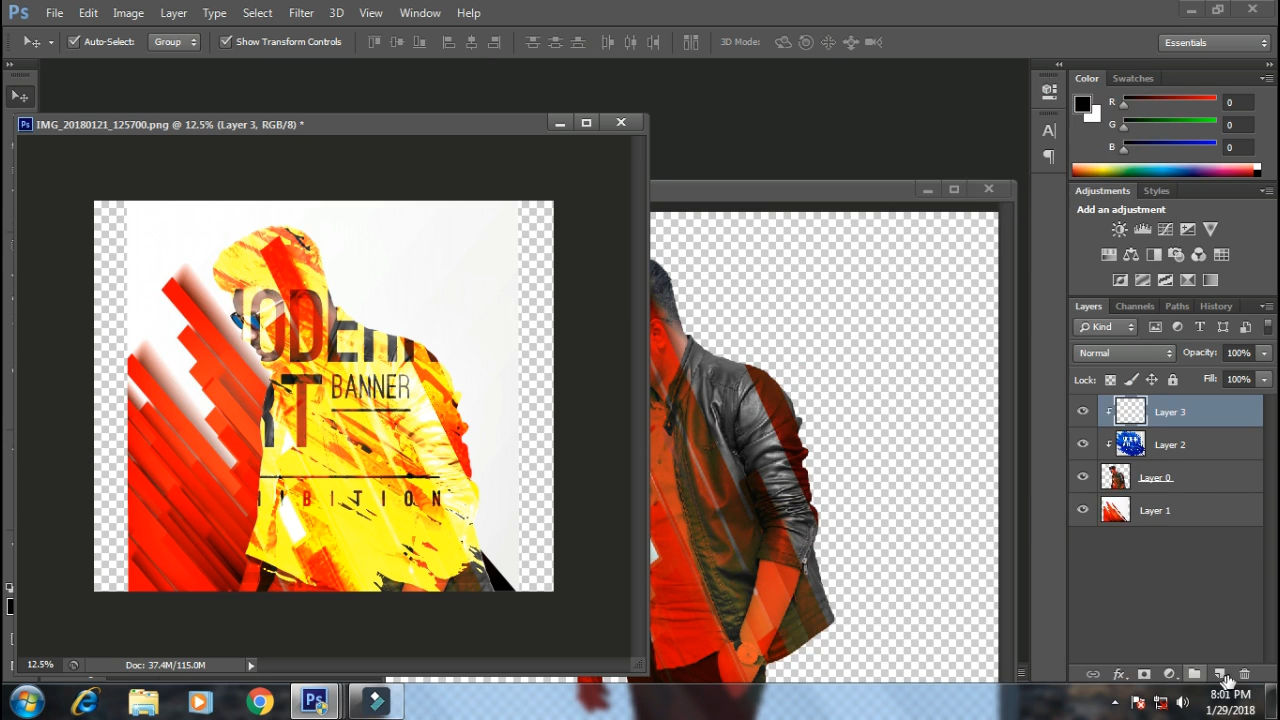 Ps File Edit Image Layer Type Select Filter 3D View Window Help
Auto-Select: Group Show Transform Controls 3D Mode: Essentials
Color Swatches
R 0
G 0
B 0
Adjustments Styles
Add an adjustment
Layers Channels Paths History
Kind
Normal Opacity: 100%
Lock: Fill: 100%
Layer 3
Layer 2
Layer 0
Layer 1
IMG_20180121_125700.png @ 12.5% (Layer 3, RGB/8) *
ODER
T BANNER
IBITION
12.5% Doc: 37.4M/115.0M
8:01 PM
1/29/2018